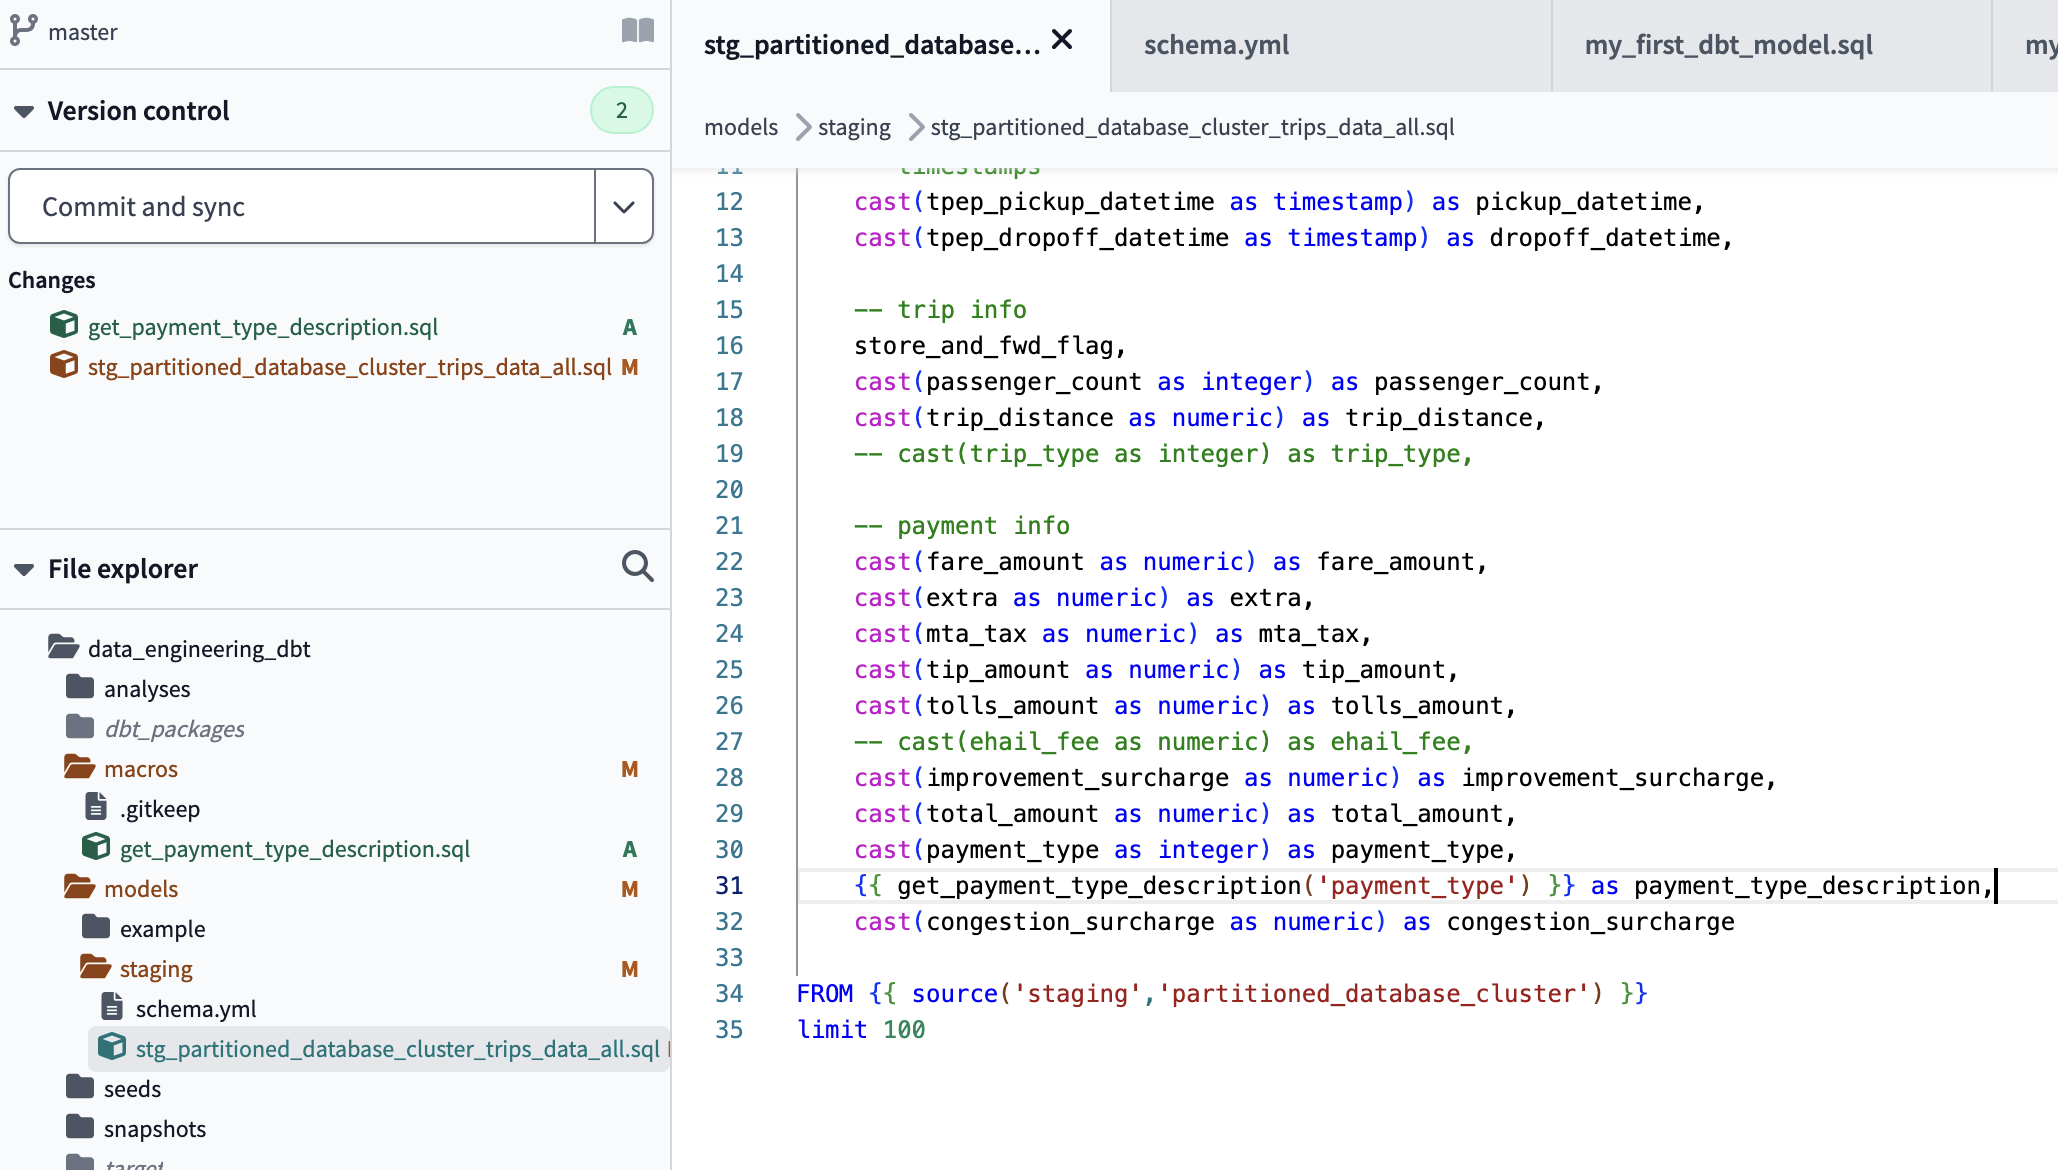 master
Version control
2
Commit and sync
Changes
get_payment_type_description.sql A
stg_partitioned_database_cluster_trips_data_all.sql M
File explorer
data_engineering_dbt
analyses
dbt_packages
macros M
.gitkeep
get_payment_type_description.sql A
models M
example
staging M
schema.yml
stg_partitioned_database_cluster_trips_data_all.sql
seeds
snapshots
target
stg_partitioned_database...
schema.yml
my_first_dbt_model.sql
my
models > staging > stg_partitioned_database_cluster_trips_data_all.sql
11 timestamps
12 cast(tpep_pickup_datetime as timestamp) as pickup_datetime,
13 cast(tpep_dropoff_datetime as timestamp) as dropoff_datetime,
14
15 -- trip info
16 store_and_fwd_flag,
17 cast(passenger_count as integer) as passenger_count,
18 cast(trip_distance as numeric) as trip_distance,
19 -- cast(trip_type as integer) as trip_type,
20
21 -- payment info
22 cast(fare_amount as numeric) as fare_amount,
23 cast(extra as numeric) as extra,
24 cast(mta_tax as numeric) as mta_tax,
25 cast(tip_amount as numeric) as tip_amount,
26 cast(tolls_amount as numeric) as tolls_amount,
27 -- cast(ehail_fee as numeric) as ehail_fee,
28 cast(improvement_surcharge as numeric) as improvement_surcharge,
29 cast(total_amount as numeric) as total_amount,
30 cast(payment_type as integer) as payment_type,
31 {{ get_payment_type_description('payment_type') }} as payment_type_description,
32 cast(congestion_surcharge as numeric) as congestion_surcharge
33
34 FROM {{ source('staging','partitioned_database_cluster') }}
35 limit 100